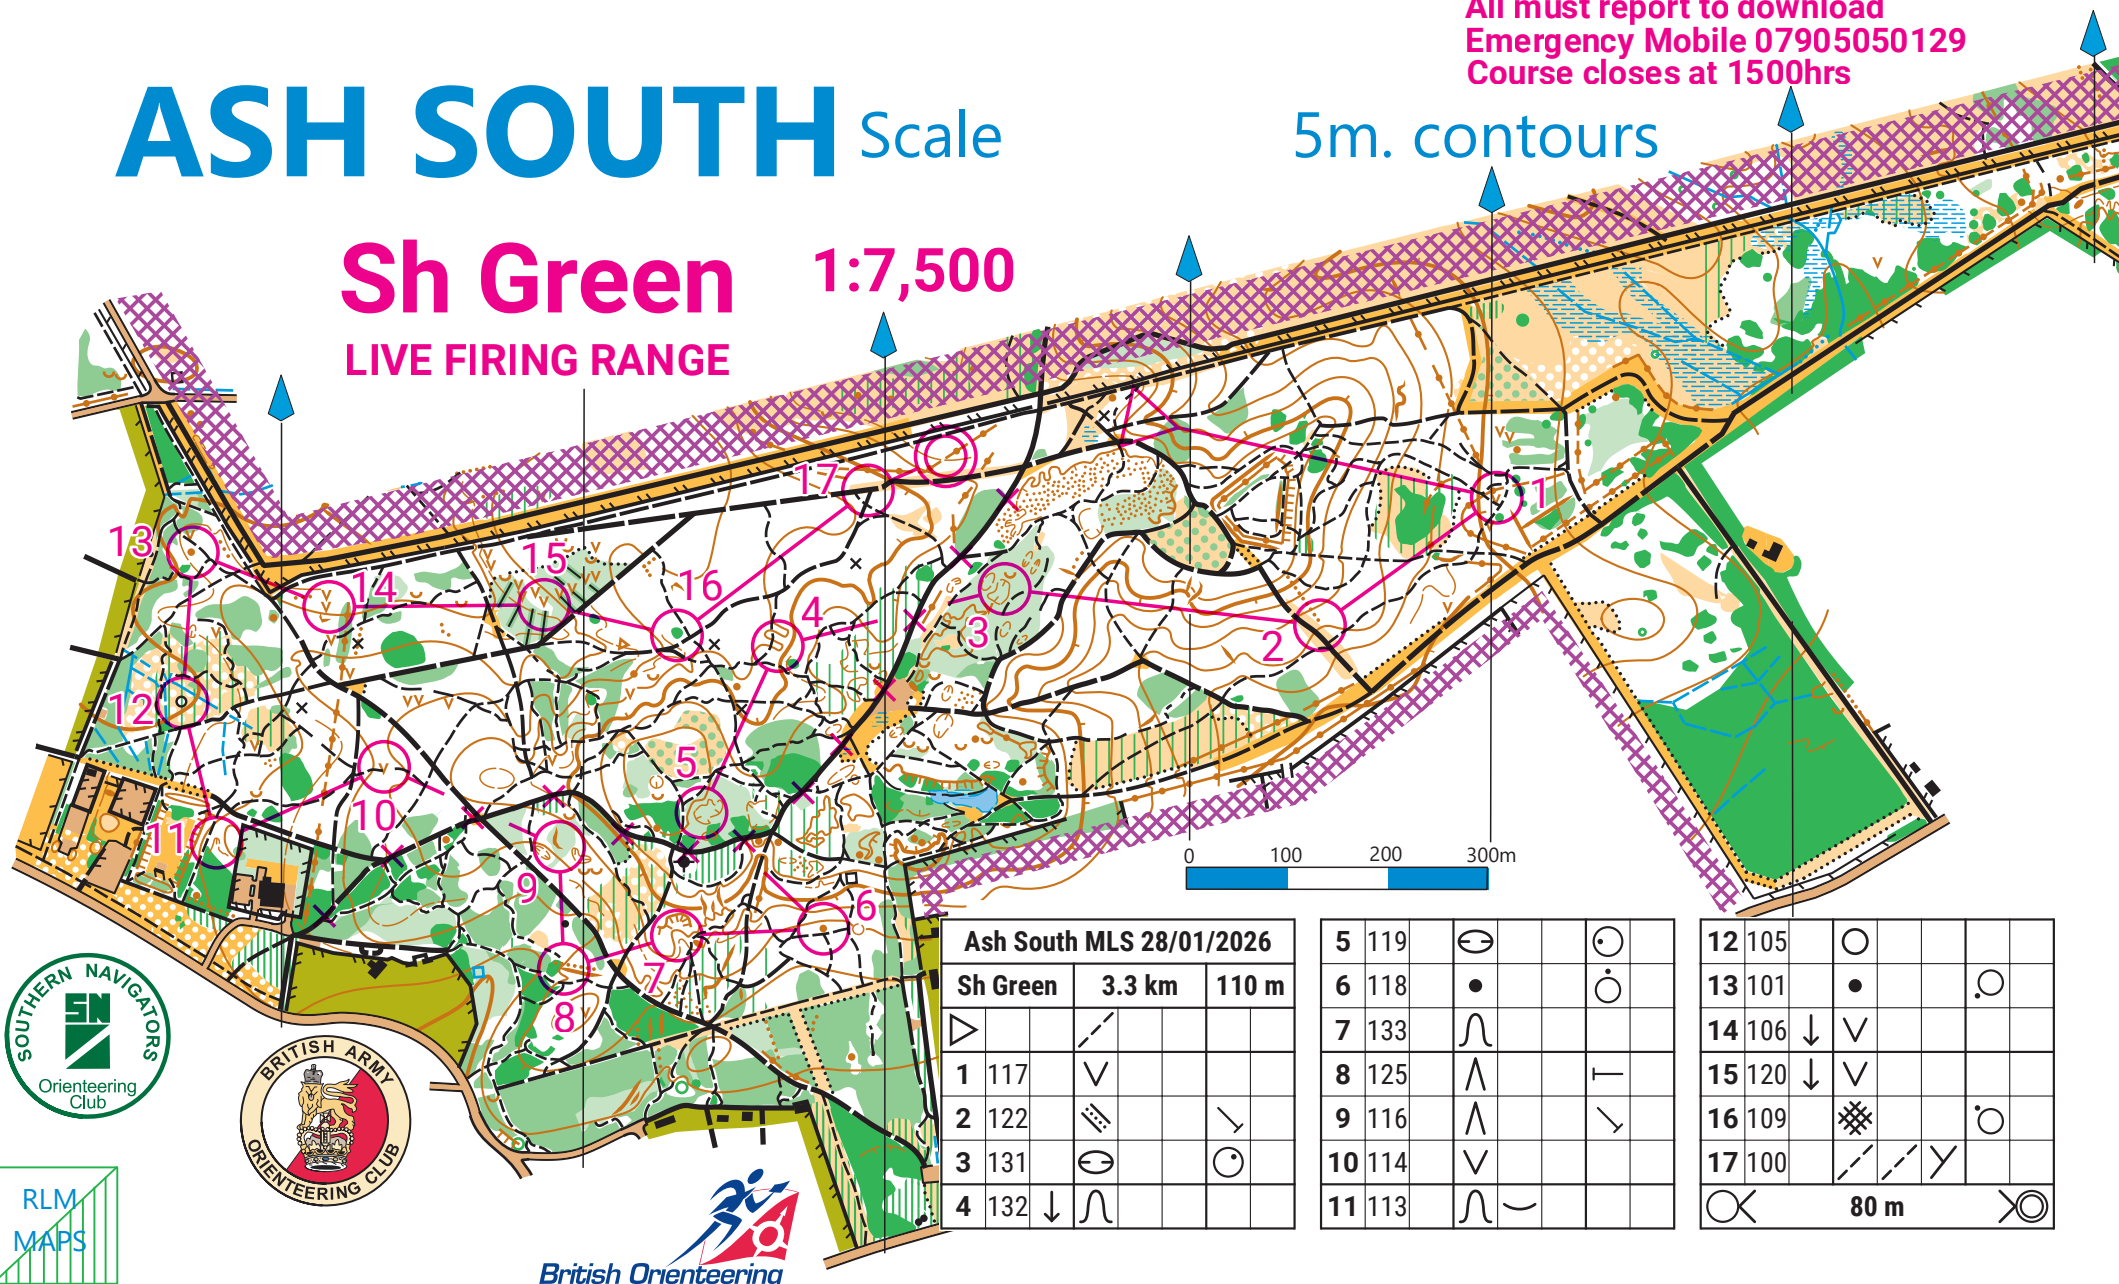 All must report to download
Emergency Mobile 07905050129
Course closes at 1500hrs
ASH SOUTH Scale
5m. contours
Sh Green 1:7,500
LIVE FIRING RANGE
17
13
14
15
16
4
1
3
2
12
5
10
11
9
6
7
8
0 100 200 300m
Ash South MLS 28/01/2026
Sh Green 3.3 km 110 m
1 117
2 122
3 131
4 132
5 119
6 118
7 133
8 125
9 116
10 114
11 113
12 105
13 101
14 106
15 120
16 109
17 100
80 m
SOUTHERN NAVIGATORS
SN
Orienteering
Club
BRITISH ARMY
ORIENTEERING CLUB
RLM
MAPS
British Orienteering